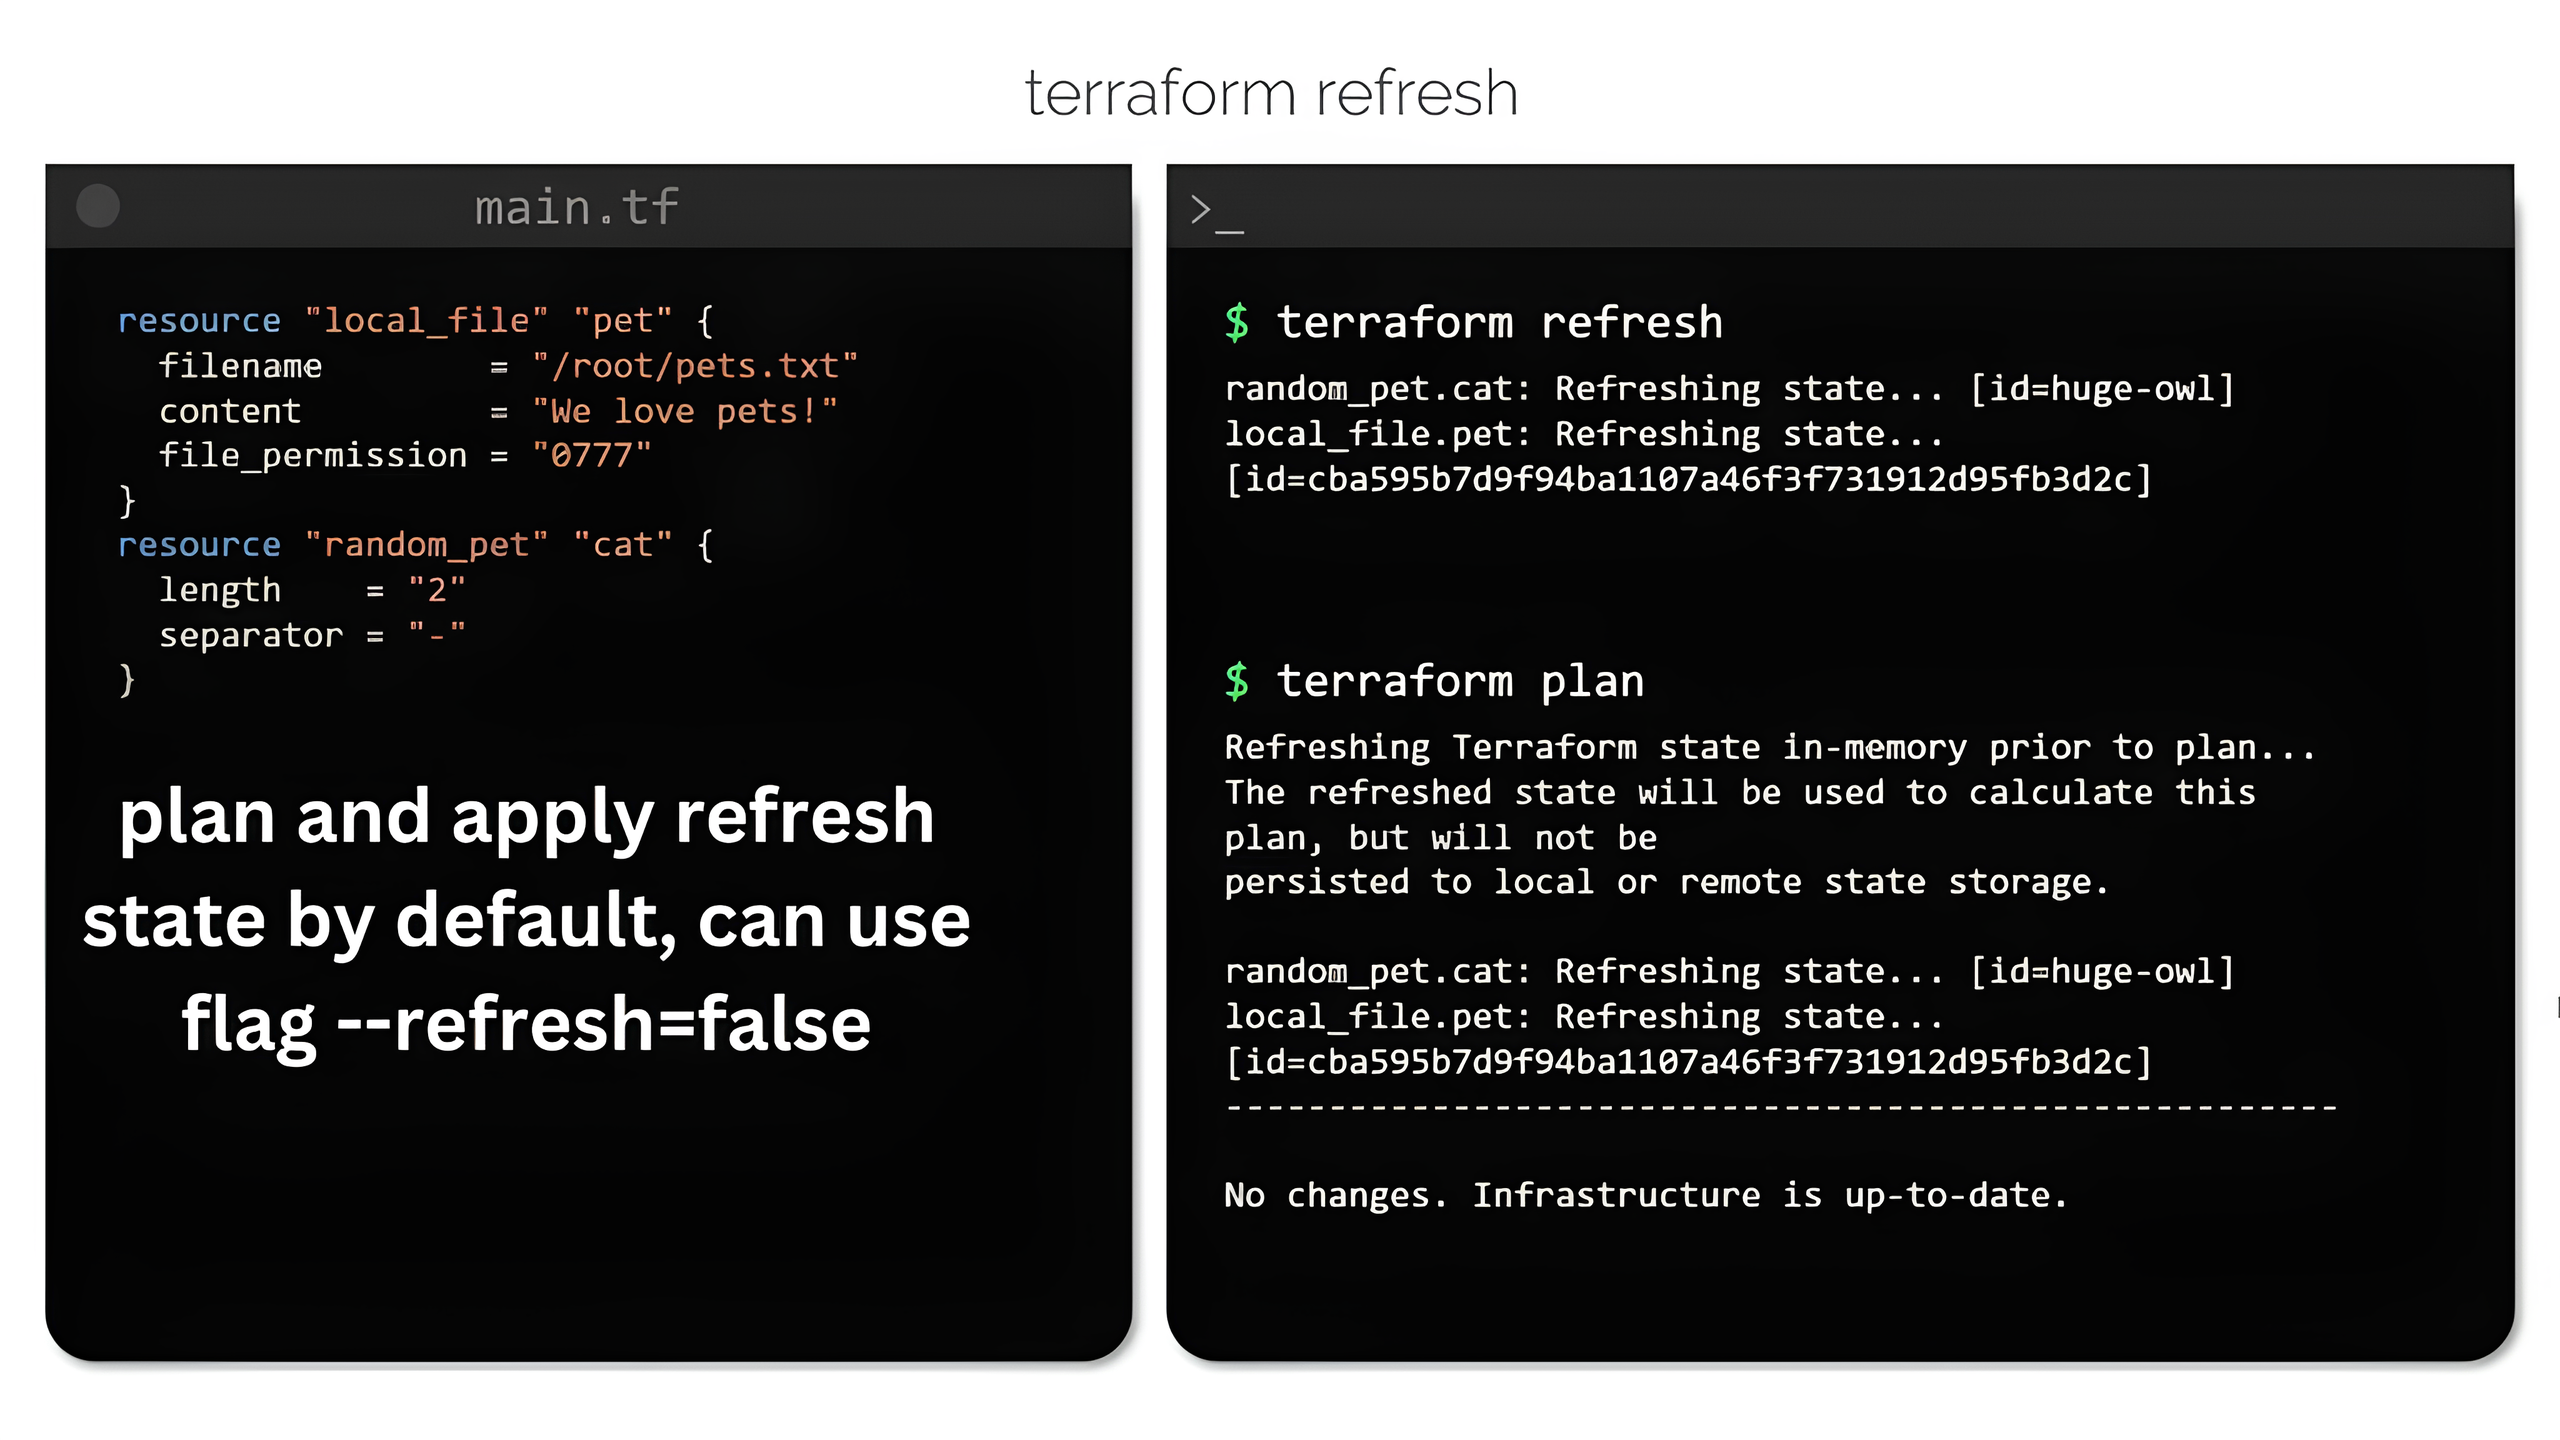 terraform refresh
main.tf
resource "local_file" "pet" {
filename = "/root/pets.txt"
content = "We love pets!"
file_permission = "0777"
}
resource "random_pet" "cat" {
length = "2"
separator = "-"
}
plan and apply refresh
state by default, can use
flag --refresh=false
>_
$ terraform refresh
random_pet.cat: Refreshing state... [id=huge-owl]
local_file.pet: Refreshing state...
[id=cba595b7d9f94ba1107a46f3f731912d95fb3d2c]
$ terraform plan
Refreshing Terraform state in-memory prior to plan...
The refreshed state will be used to calculate this
plan, but will not be
persisted to local or remote state storage.
random_pet.cat: Refreshing state... [id=huge-owl]
local_file.pet: Refreshing state...
[id=cba595b7d9f94ba1107a46f3f731912d95fb3d2c]
------------------------------------------------------
No changes. Infrastructure is up-to-date.